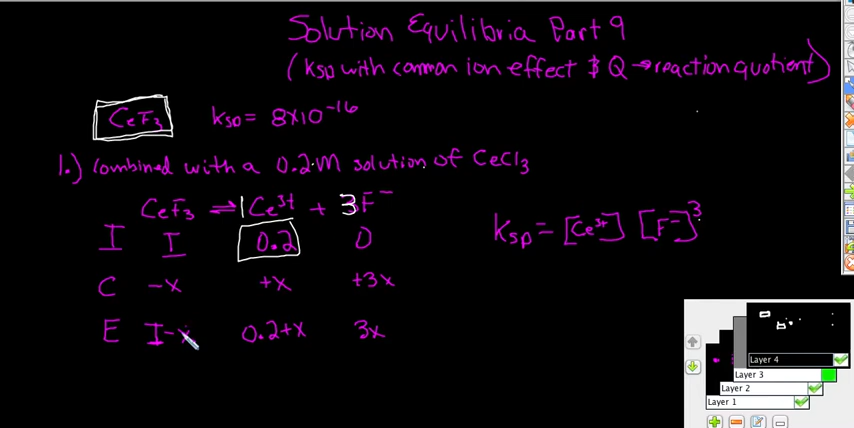 Solution Equilibria Part 9
(Ksp with common ion effect & Q → reaction quotient)
CeF₃ Ksp = 8×10⁻¹⁶
1.) Combined with a 0.2M solution of CeCl₃
CeF₃ ⇌ 1Ce³⁺ + 3F⁻
I I 0.2 0
Ksp = [Ce³⁺] [F⁻]³
C -x +x +3x
E I-x 0.2+x 3x
Layer 4
Layer 3
Layer 2
Layer 1